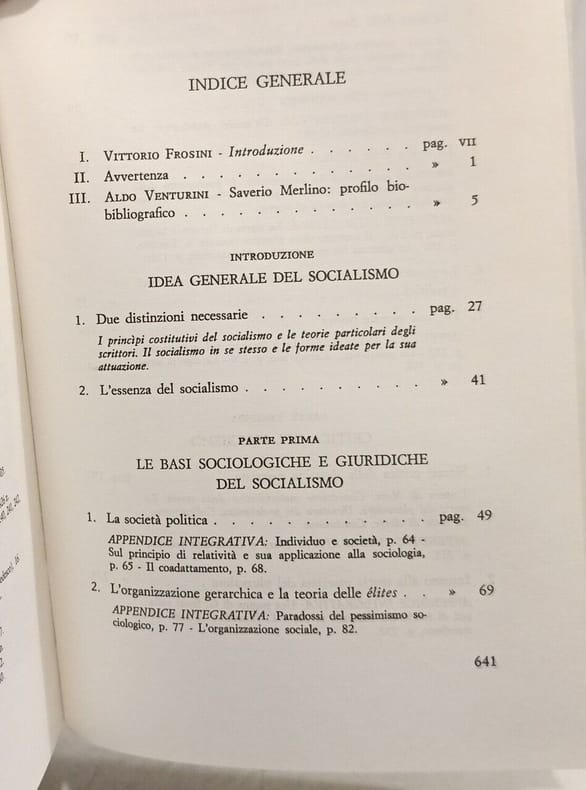 INDICE GENERALE
I. VITTORIO FROSINI - Introduzione . . . . . . pag. VII
II. Avvertenza . . . . . . . . . . . . . » 1
III. ALDO VENTURINI - Saverio Merlino: profilo bio-
bibliografico . . . . . . . . . . . . . » 5
INTRODUZIONE
IDEA GENERALE DEL SOCIALISMO
1. Due distinzioni necessarie . . . . . . . . . pag. 27
I princìpi costitutivi del socialismo e le teorie particolari degli
scrittori. Il socialismo in se stesso e le forme ideate per la sua
attuazione.
2. L'essenza del socialismo . . . . . . . . . . » 41
PARTE PRIMA
LE BASI SOCIOLOGICHE E GIURIDICHE
DEL SOCIALISMO
1. La società politica . . . . . . . . . . . . pag. 49
APPENDICE INTEGRATIVA: Individuo e società, p. 64 -
Sul principio di relatività e sua applicazione alla sociologia,
p. 65 - Il coadattamento, p. 68.
2. L'organizzazione gerarchica e la teoria delle élites . . » 69
APPENDICE INTEGRATIVA: Paradossi del pessimismo so-
ciologico, p. 77 - L'organizzazione sociale, p. 82.
641